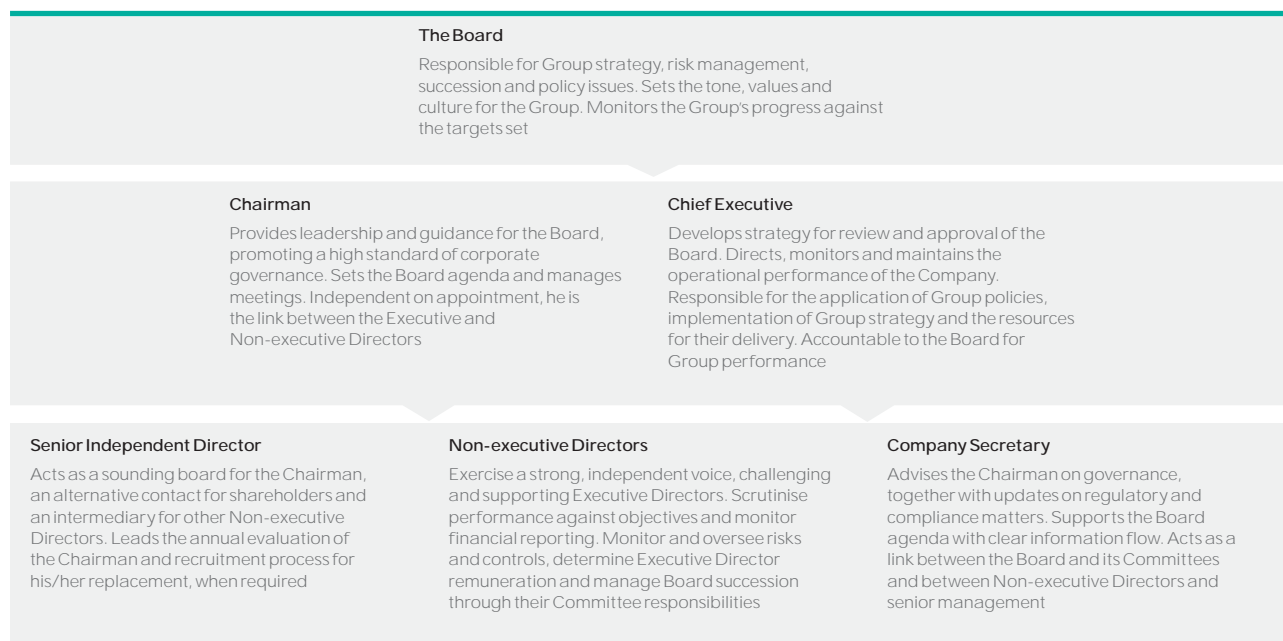 The Board
Responsible for Group strategy, risk management,
succession and policy issues. Sets the tone, values and
culture for the Group. Monitors the Group's progress against
the targets set
Chairman
Provides leadership and guidance for the Board,
promoting a high standard of corporate
governance. Sets the Board agenda and manages
meetings. Independent on appointment, he is
the link between the Executive and
Non-executive Directors
Chief Executive
Develops strategy for review and approval of the
Board. Directs, monitors and maintains the
operational performance of the Company.
Responsible for the application of Group policies,
implementation of Group strategy and the resources
for their delivery. Accountable to the Board for
Group performance
Senior Independent Director
Acts as a sounding board for the Chairman,
an alternative contact for shareholders and
an intermediary for other Non-executive
Directors. Leads the annual evaluation of
the Chairman and recruitment process for
his/her replacement, when required
Non-executive Directors
Exercise a strong, independent voice, challenging
and supporting Executive Directors. Scrutinise
performance against objectives and monitor
financial reporting. Monitor and oversee risks
and controls, determine Executive Director
remuneration and manage Board succession
through their Committee responsibilities
Company Secretary
Advises the Chairman on governance,
together with updates on regulatory and
compliance matters. Supports the Board
agenda with clear information flow. Acts as a
link between the Board and its Committees
and between Non-executive Directors and
senior management